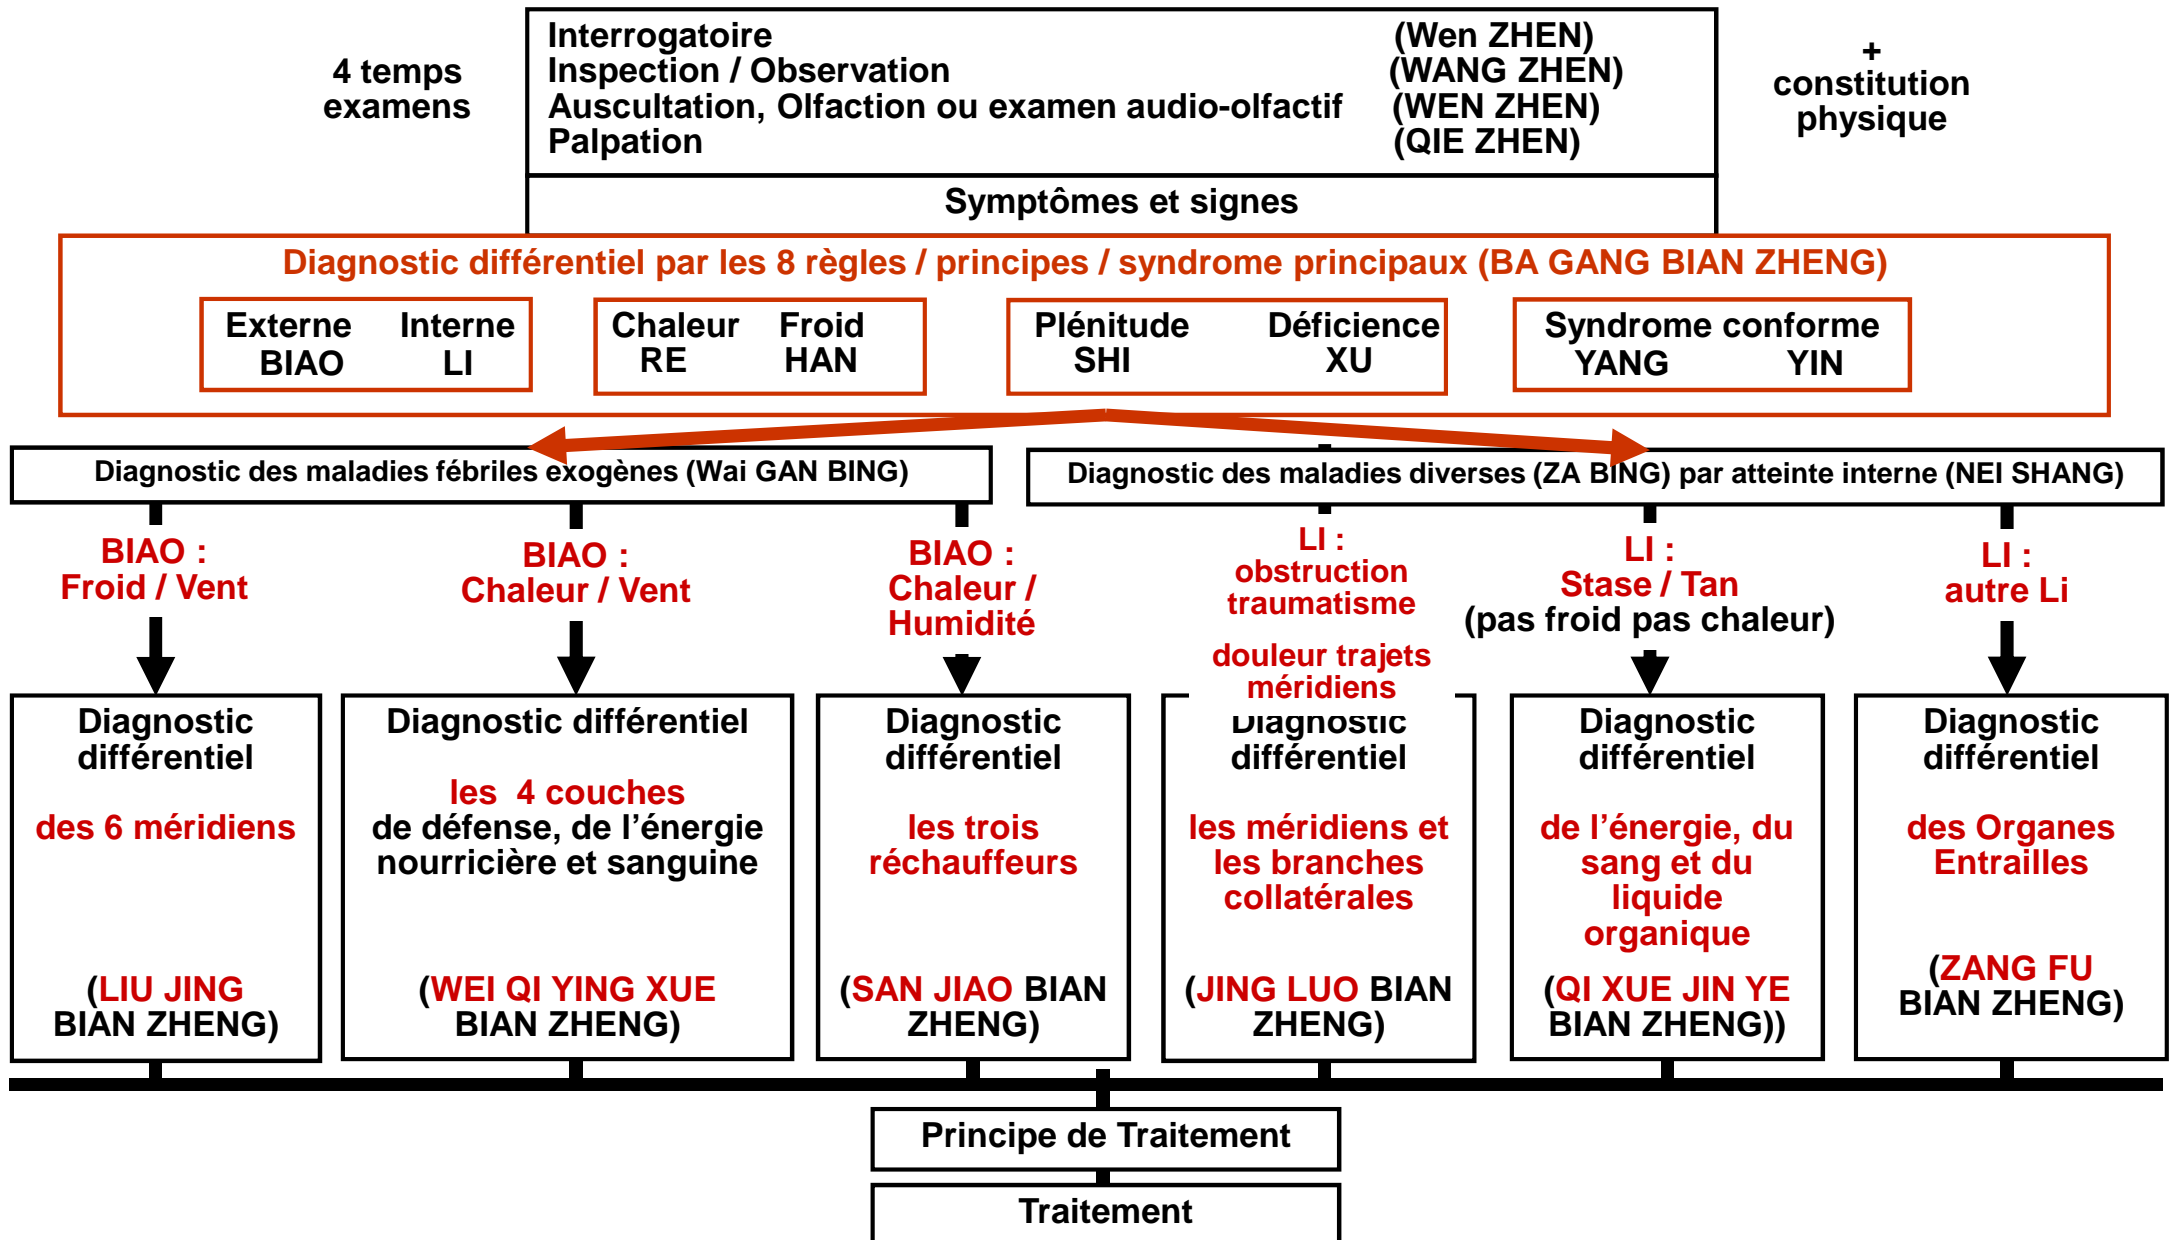 4 temps
examens
Interrogatoire (Wen ZHEN)
Inspection / Observation (WANG ZHEN)
Auscultation, Olfaction ou examen audio-olfactif (WEN ZHEN)
Palpation (QIE ZHEN)
+
constitution
physique
Symptômes et signes
Diagnostic différentiel par les 8 règles / principes / syndrome principaux (BA GANG BIAN ZHENG)
Externe Interne
BIAO LI
Chaleur Froid
RE HAN
Plénitude Déficience
SHI XU
Syndrome conforme
YANG YIN
Diagnostic des maladies fébriles exogènes (Wai GAN BING)
Diagnostic des maladies diverses (ZA BING) par atteinte interne (NEI SHANG)
BIAO :
Froid / Vent
BIAO :
Chaleur / Vent
BIAO :
Chaleur /
Humidité
LI :
obstruction
traumatisme
douleur trajets
méridiens
LI :
Stase / Tan
(pas froid pas chaleur)
LI :
autre Li
Diagnostic
différentiel
des 6 méridiens
(LIU JING
BIAN ZHENG)
Diagnostic différentiel
les 4 couches
de défense, de l’énergie
nourricière et sanguine
(WEI QI YING XUE
BIAN ZHENG)
Diagnostic
différentiel
les trois
réchauffeurs
(SAN JIAO BIAN
ZHENG)
Diagnostic
différentiel
les méridiens et
les branches
collatérales
(JING LUO BIAN
ZHENG)
Diagnostic
différentiel
de l’énergie, du
sang et du
liquide
organique
(QI XUE JIN YE
BIAN ZHENG))
Diagnostic
différentiel
des Organes
Entrailles
(ZANG FU
BIAN ZHENG)
Principe de Traitement
Traitement